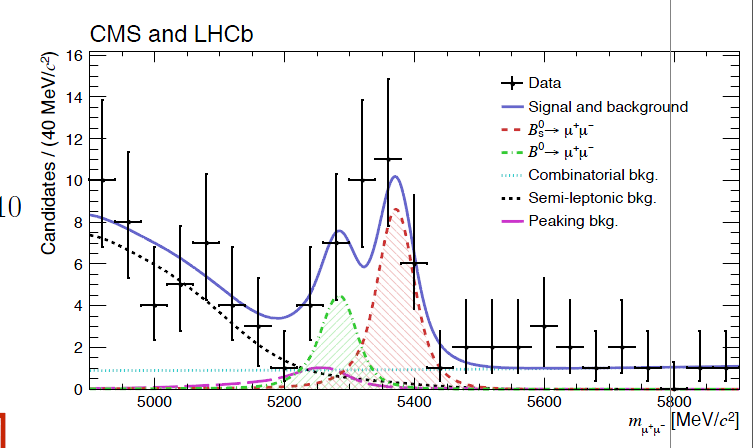 CMS and LHCb
Candidates / (40 MeV/c²)
16
14
12
10
8
6
4
2
0
Data
Signal and background
B⁰ₛ→ μ⁺μ⁻
B⁰→ μ⁺μ⁻
Combinatorial bkg.
Semi-leptonic bkg.
Peaking bkg.
10
5000 5200 5400 5600 5800
m_μ⁺μ⁻ [MeV/c²]